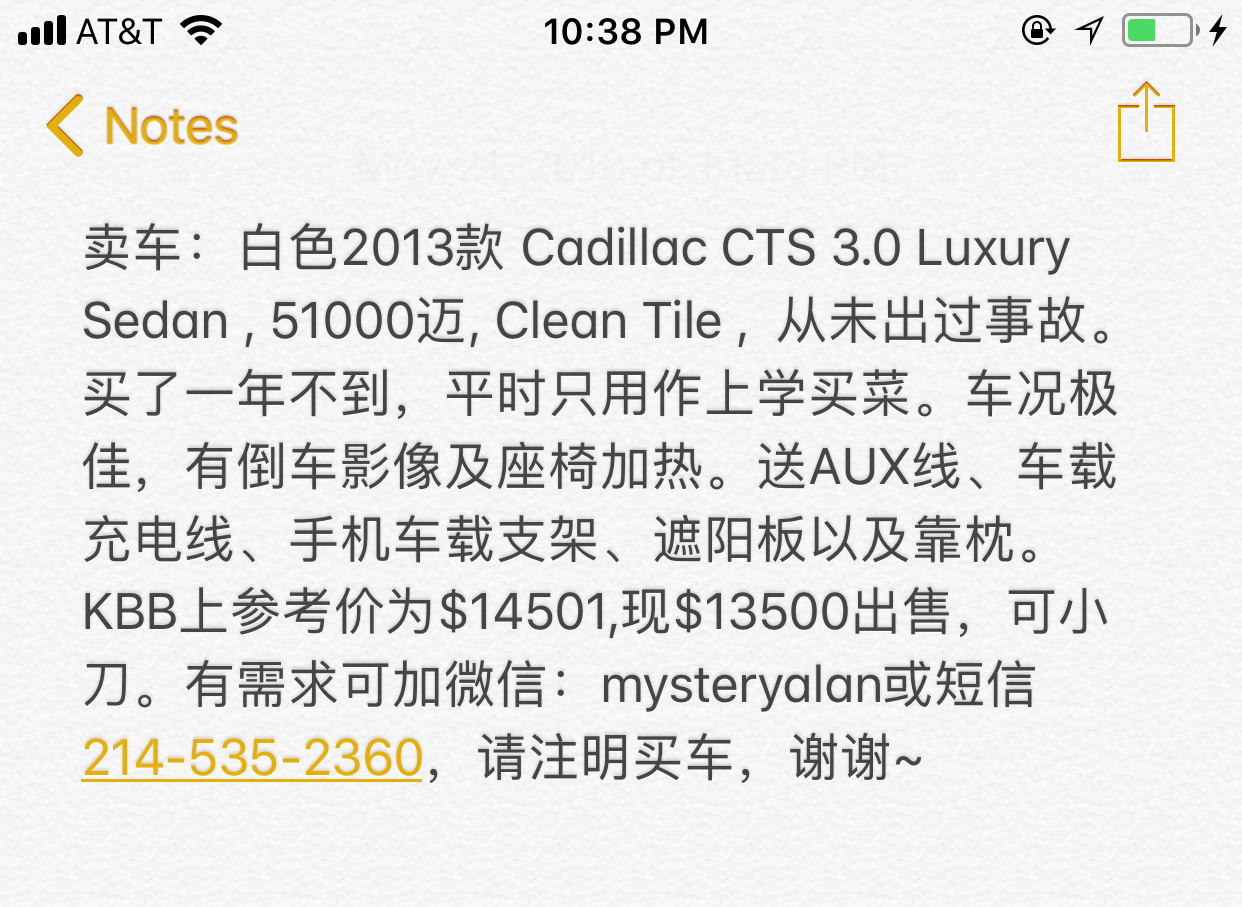 AT&T 10:38 PM
Notes
卖车：白色2013款 Cadillac CTS 3.0 Luxury
Sedan , 51000迈, Clean Tile ，从未出过事故。
买了一年不到，平时只用作上学买菜。车况极
佳，有倒车影像及座椅加热。送AUX线、车载
充电线、手机车载支架、遮阳板以及靠枕。
KBB上参考价为$14501,现$13500出售，可小
刀。有需求可加微信：mysteryalan或短信
214-535-2360，请注明买车，谢谢~